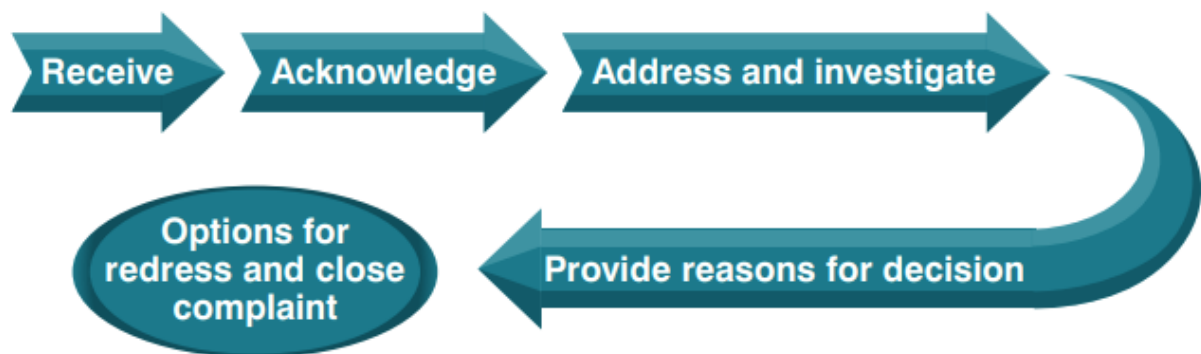 Receive
Acknowledge
Address and investigate
Provide reasons for decision
Options for
redress and close
complaint